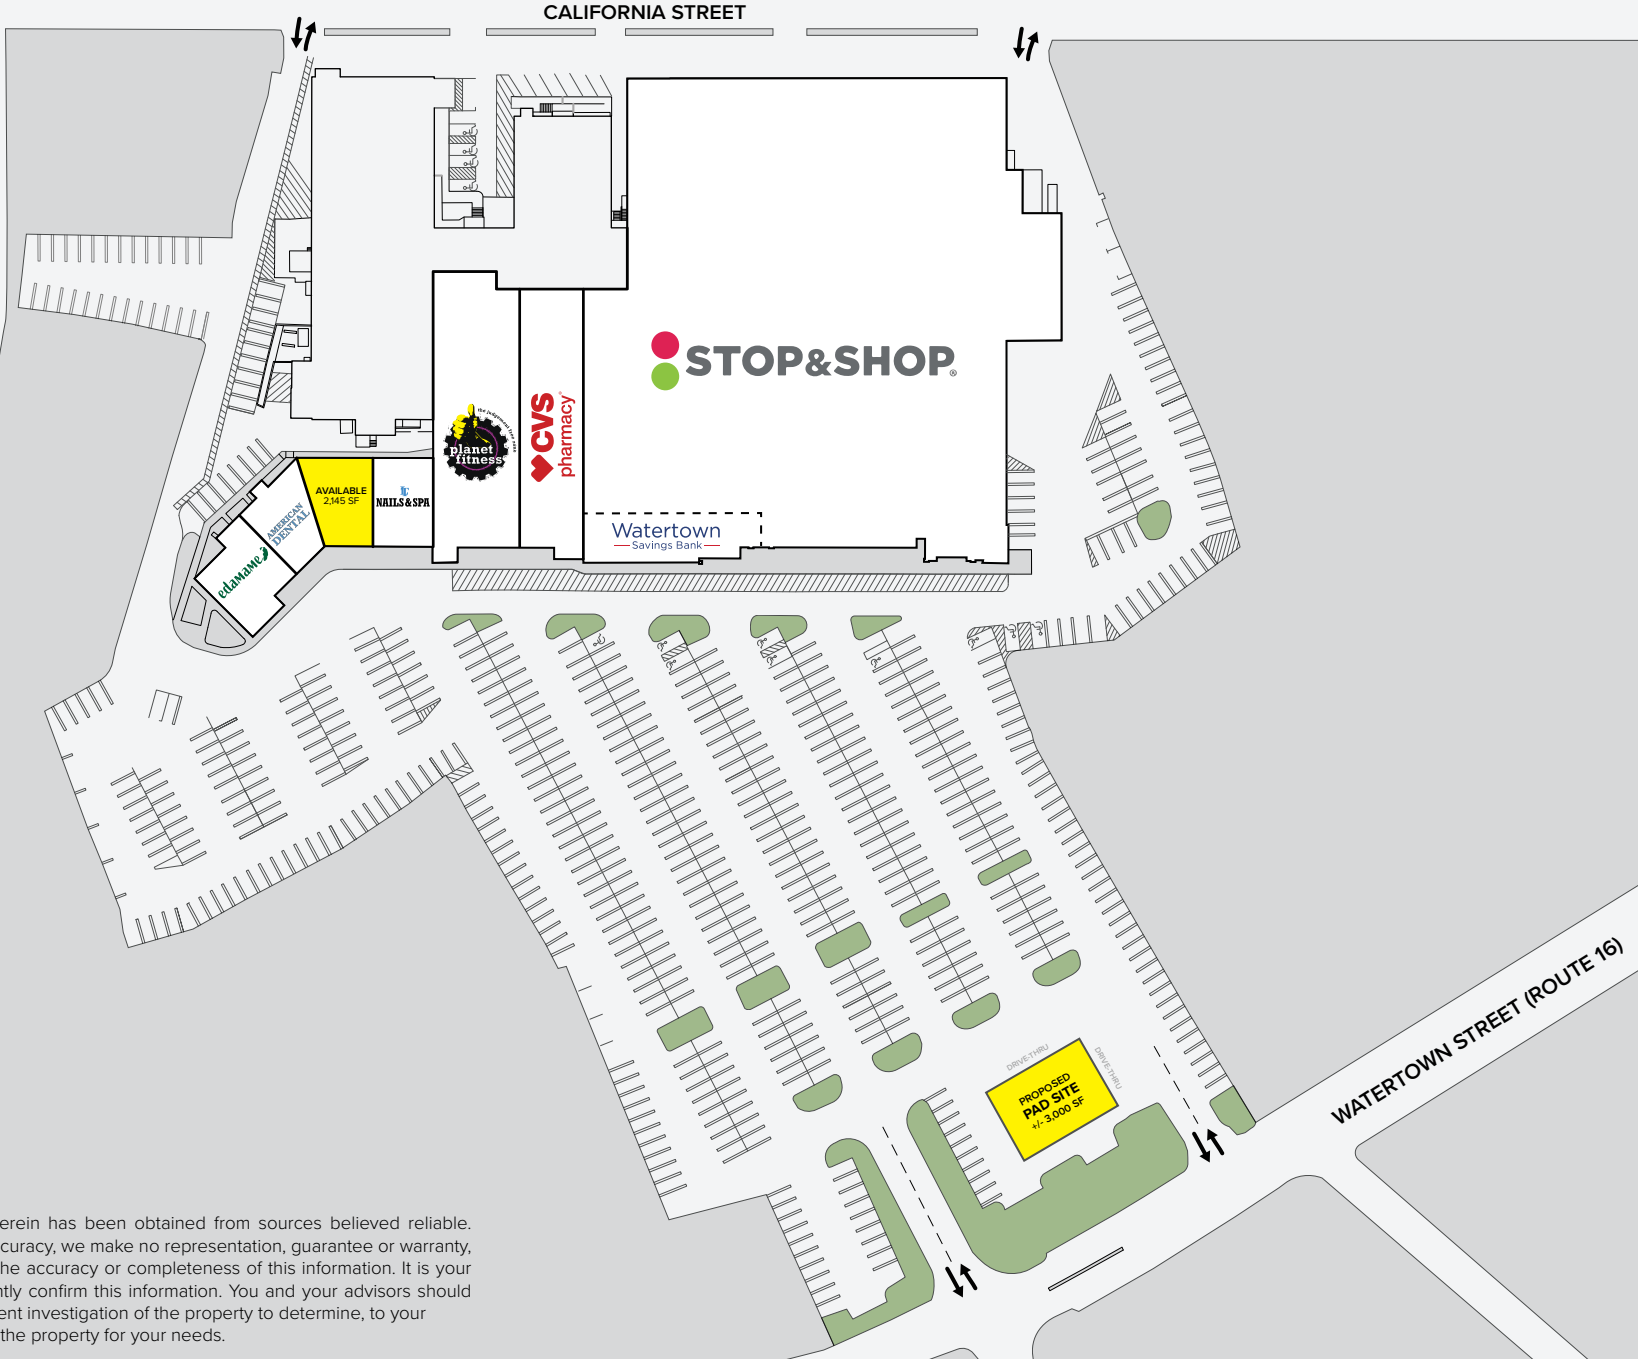 CALIFORNIA STREET
STOP&SHOP®
the judgement free zone
planet
fitness
CVS
pharmacy
AVAILABLE
2,145 SF
NAILS & SPA
AMERICAN
DENTAL
edamame
Watertown
Savings Bank
DRIVE-THRU
DRIVE-THRU
PROPOSED
PAD SITE
+/- 3,000 SF
WATERTOWN STREET (ROUTE 16)
erein has been obtained from sources believed reliable.
curacy, we make no representation, guarantee or warranty,
he accuracy or completeness of this information. It is your
ntly confirm this information. You and your advisors should
ent investigation of the property to determine, to your
the property for your needs.